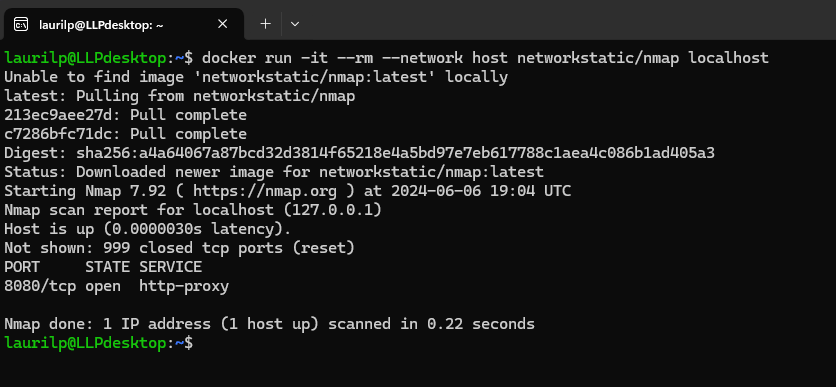 laurilp@LLPdesktop: ~
laurilp@LLPdesktop:~$ docker run -it --rm --network host networkstatic/nmap localhost
Unable to find image 'networkstatic/nmap:latest' locally
latest: Pulling from networkstatic/nmap
213ec9aee27d: Pull complete
c7286bfc71dc: Pull complete
Digest: sha256:a4a64067a87bcd32d3814f65218e4a5bd97e7eb617788c1aea4c086b1ad405a3
Status: Downloaded newer image for networkstatic/nmap:latest
Starting Nmap 7.92 ( https://nmap.org ) at 2024-06-06 19:04 UTC
Nmap scan report for localhost (127.0.0.1)
Host is up (0.0000030s latency).
Not shown: 999 closed tcp ports (reset)
PORT     STATE SERVICE
8080/tcp open  http-proxy
Nmap done: 1 IP address (1 host up) scanned in 0.22 seconds
laurilp@LLPdesktop:~$